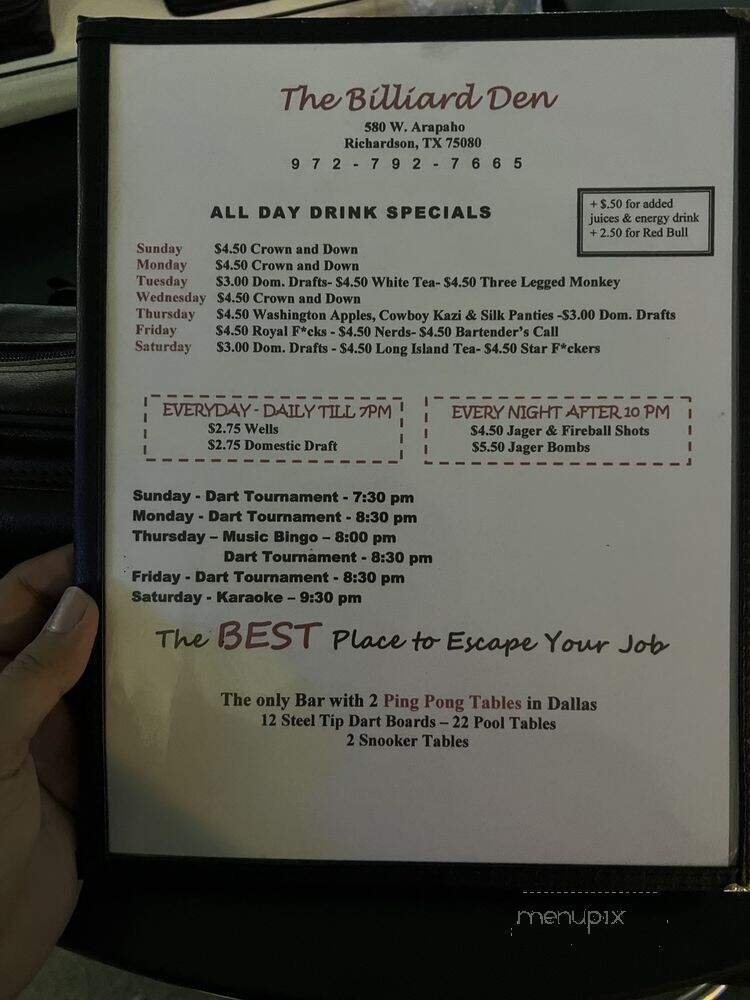 The Billiard Den
580 W. Arapaho
Richardson, TX 75080
972-792-7665
+ $.50 for added
juices & energy drink
+ 2.50 for Red Bull
ALL DAY DRINK SPECIALS
Sunday $4.50 Crown and Down
Monday $4.50 Crown and Down
Tuesday $3.00 Dom. Drafts- $4.50 White Tea- $4.50 Three Legged Monkey
Wednesday $4.50 Crown and Down
Thursday $4.50 Washington Apples, Cowboy Kazi & Silk Panties -$3.00 Dom. Drafts
Friday $4.50 Royal F*cks - $4.50 Nerds- $4.50 Bartender's Call
Saturday $3.00 Dom. Drafts - $4.50 Long Island Tea- $4.50 Star F*ckers
EVERYDAY - DAILY TILL 7PM
$2.75 Wells
$2.75 Domestic Draft
EVERY NIGHT AFTER 10 PM
$4.50 Jager & Fireball Shots
$5.50 Jager Bombs
Sunday - Dart Tournament - 7:30 pm
Monday - Dart Tournament - 8:30 pm
Thursday – Music Bingo – 8:00 pm
Dart Tournament - 8:30 pm
Friday - Dart Tournament - 8:30 pm
Saturday - Karaoke – 9:30 pm
The BEST Place to Escape Your Job
The only Bar with 2 Ping Pong Tables in Dallas
12 Steel Tip Dart Boards – 22 Pool Tables
2 Snooker Tables
menupix